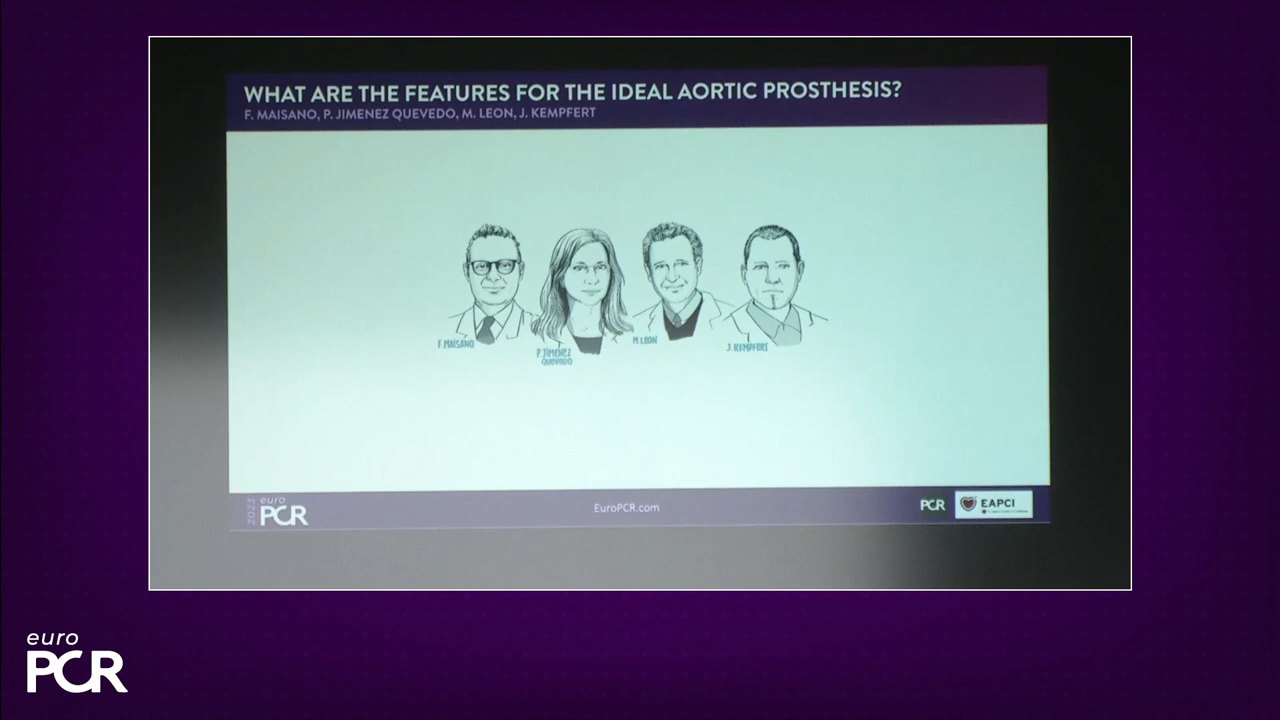 WHAT ARE THE FEATURES FOR THE IDEAL AORTIC PROSTHESIS?
F. MAISANO, P. JIMENEZ QUEVEDO, M. LEON, J. KEMPFERT
F. MAISANO
P. JIMENEZ
QUEVEDO
M. LEON
J. KEMPFERT
2023
euro
PCR
EuroPCR.com
PCR
EAPCI
euro
PCR